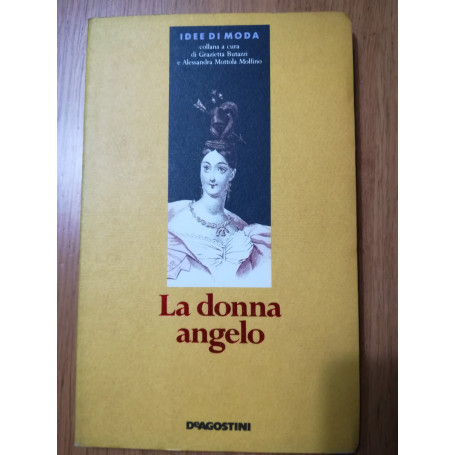 IDEE DI MODA
collana a cura
di Grazietta Butazzi
e Alessandra Mottola Molfino
La donna
angelo
DEAGOSTINI